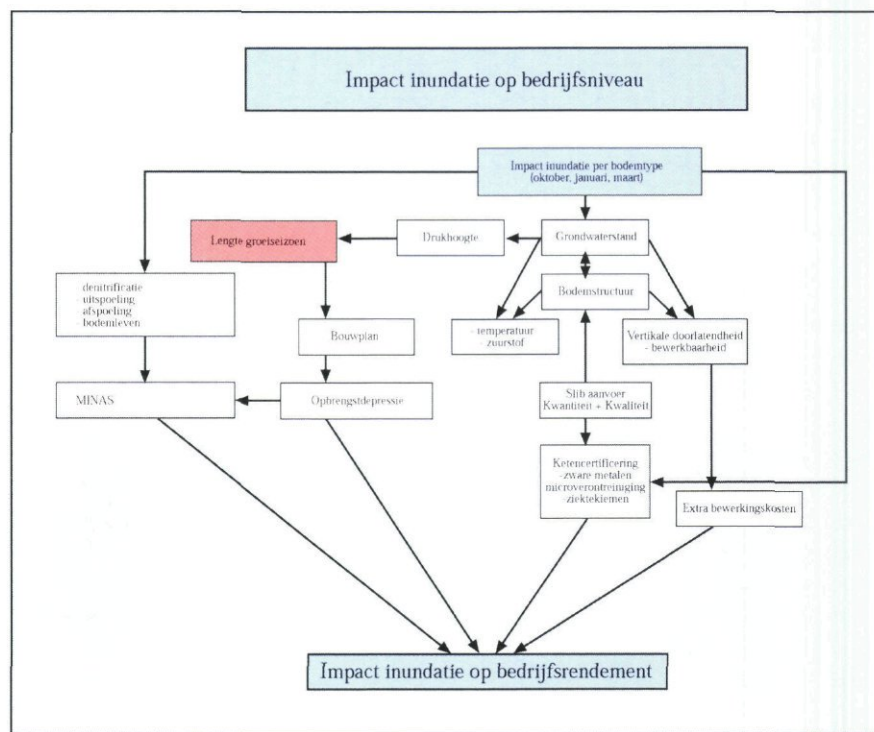 Impact inundatie op bedrijfsniveau
Impact inundatie per bodemtype
(oktober, januari, maart)
Lengte groeiseizoen
Drukhoogte
Grondwaterstand
- denitrificatie
- uitspoeling
- afspoeling
- bodemleven
Bodemstructuur
Bouwplan
- temperatuur
- zuurstof
Vertikale doorlatendheid
- bewerkbaarheid
MINAS
Opbrengstdepressie
Slib aanvoer
Kwantiteit + Kwaliteit
Ketencertificering
-zware metalen
microverontreiniging
-ziektekiemen
Extra bewerkingskosten
Impact inundatie op bedrijfsrendement